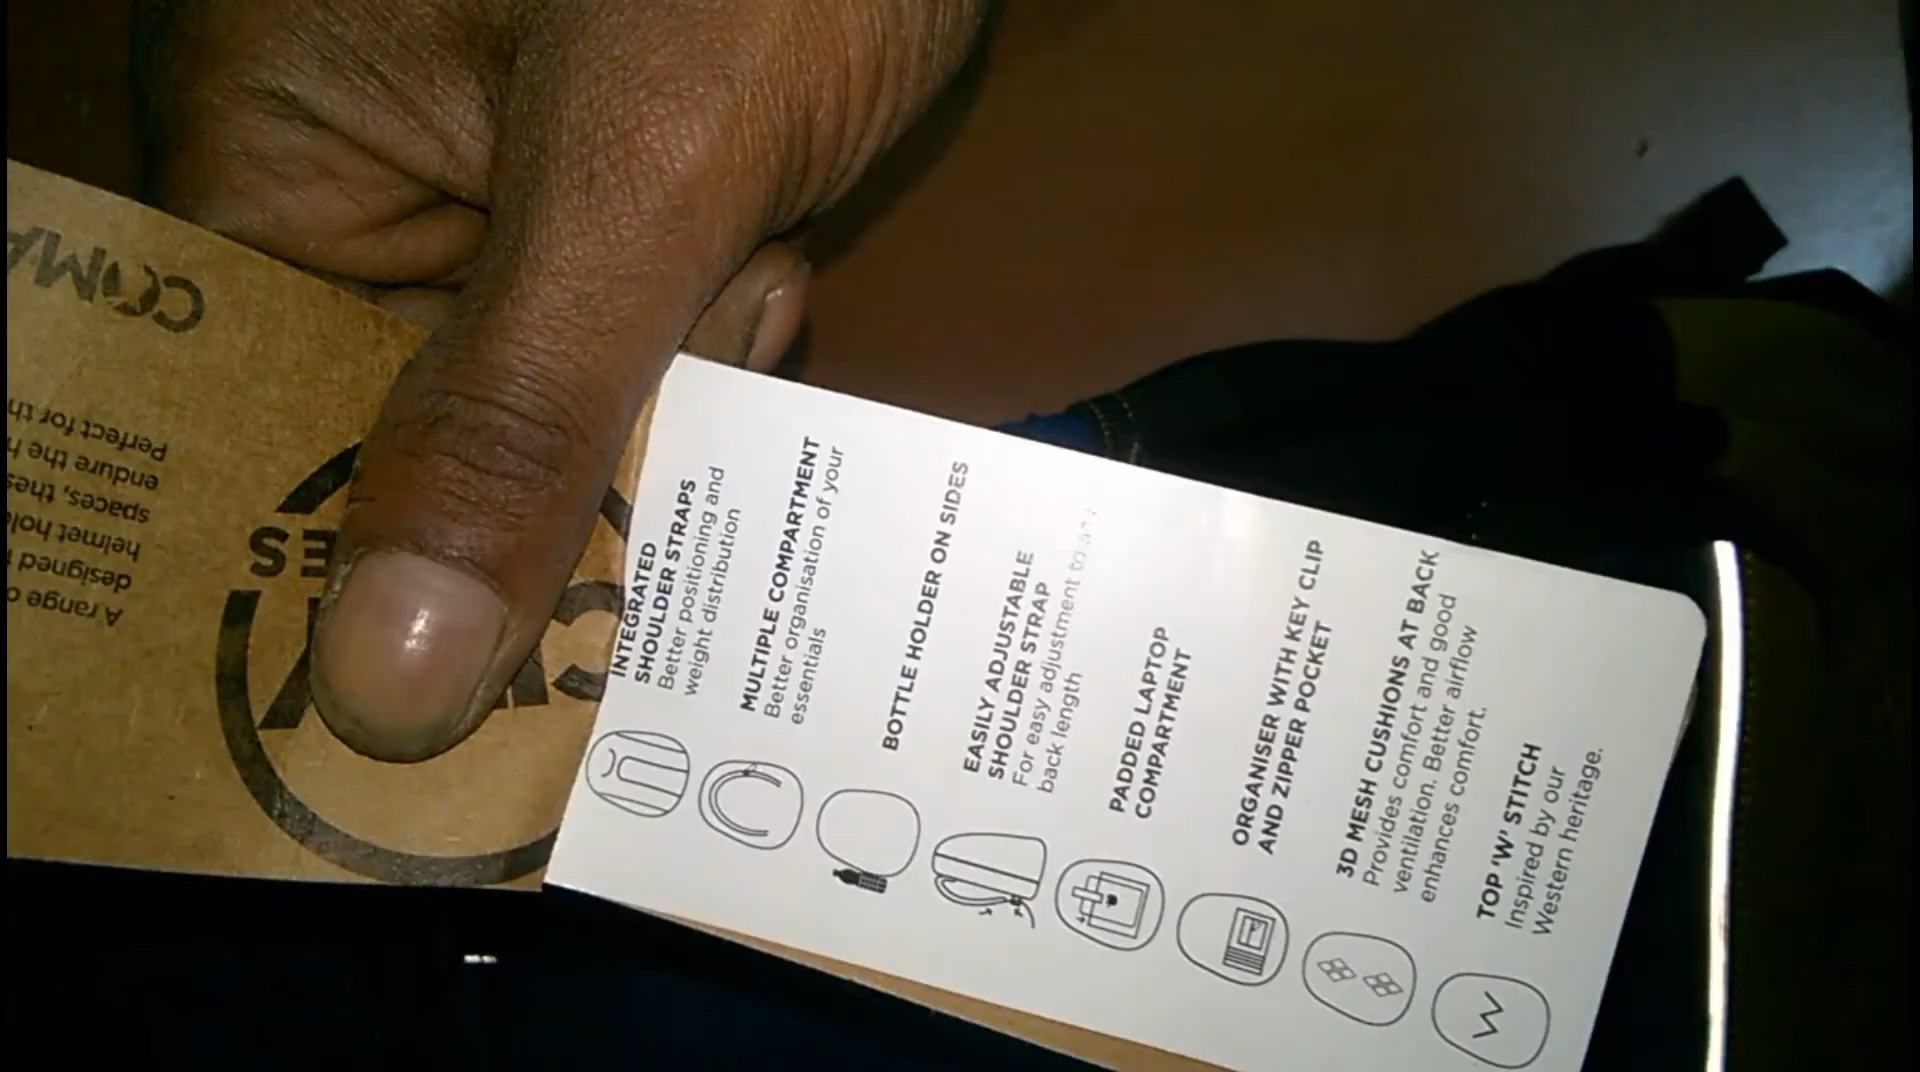 INTEGRATED
SHOULDER STRAPS
Better positioning and
weight distribution
MULTIPLE COMPARTMENT
Better organisation of your
essentials
BOTTLE HOLDER ON SIDES
EASILY ADJUSTABLE
SHOULDER STRAP
For easy adjustment to any
back length
PADDED LAPTOP
COMPARTMENT
ORGANISER WITH KEY CLIP
AND ZIPPER POCKET
3D MESH CUSHIONS AT BACK
Provides comfort and good
ventilation. Better airflow
enhances comfort.
TOP 'W' STITCH
Inspired by our
Western heritage.
A range
designed
helmet
spaces,
endure the
Perfect for